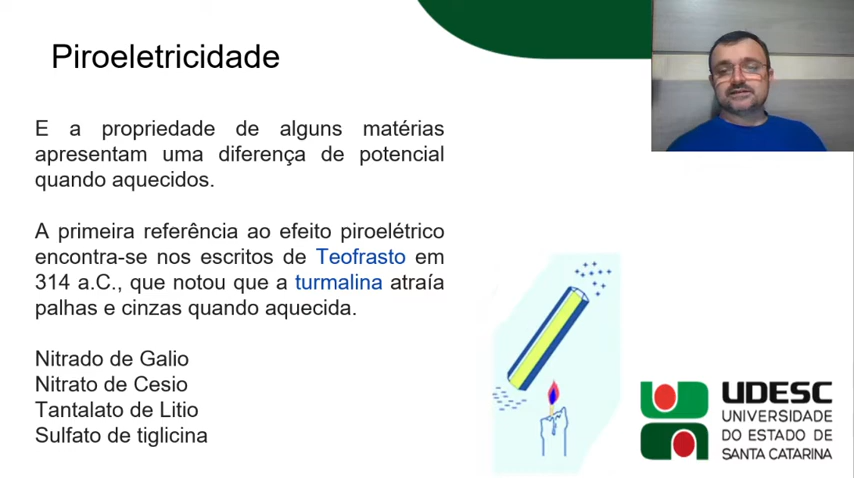 Piroeletricidade
E a propriedade de alguns matérias
apresentam uma diferença de potencial
quando aquecidos.
A primeira referência ao efeito piroelétrico
encontra-se nos escritos de Teofrasto em
314 a.C., que notou que a turmalina atraía
palhas e cinzas quando aquecida.
Nitrado de Galio
Nitrato de Cesio
Tantalato de Litio
Sulfato de tiglicina
UDESC
UNIVERSIDADE
DO ESTADO DE
SANTA CATARINA